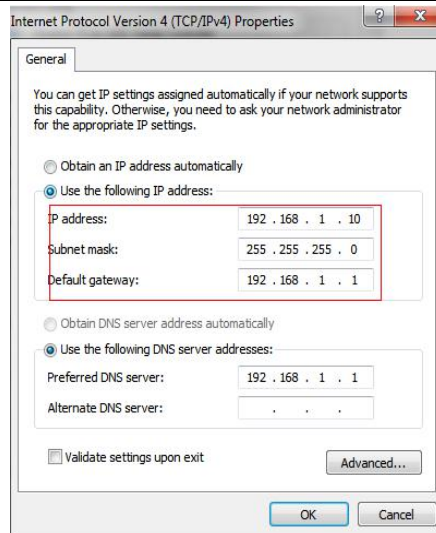 Internet Protocol Version 4 (TCP/IPv4) Properties
General
You can get IP settings assigned automatically if your network supports
this capability. Otherwise, you need to ask your network administrator
for the appropriate IP settings.
Obtain an IP address automatically
Use the following IP address:
IP address: 192 . 168 . 1 . 10
Subnet mask: 255 . 255 . 255 . 0
Default gateway: 192 . 168 . 1 . 1
Obtain DNS server address automatically
Use the following DNS server addresses:
Preferred DNS server: 192 . 168 . 1 . 1
Alternate DNS server: . . .
Validate settings upon exit
Advanced...
OK Cancel